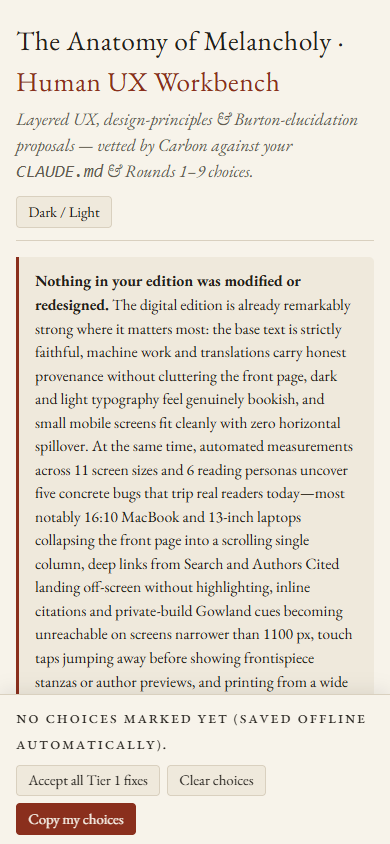 The Anatomy of Melancholy ·
Human UX Workbench
Layered UX, design-principles & Burton-elucidation
proposals — vetted by Carbon against your
CLAUDE.md & Rounds 1–9 choices.
Dark / Light
Nothing in your edition was modified or
redesigned. The digital edition is already remarkably
strong where it matters most: the base text is strictly
faithful, machine work and translations carry honest
provenance without cluttering the front page, dark
and light typography feel genuinely bookish, and
small mobile screens fit cleanly with zero horizontal
spillover. At the same time, automated measurements
across 11 screen sizes and 6 reading personas uncover
five concrete bugs that trip real readers today—most
notably 16:10 MacBook and 13-inch laptops
collapsing the front page into a scrolling single
column, deep links from Search and Authors Cited
landing off-screen without highlighting, inline
citations and private-build Gowland cues becoming
unreachable on screens narrower than 1100 px, touch
taps jumping away before showing frontispiece
stanzas or author previews, and printing from a wide
NO CHOICES MARKED YET (SAVED OFFLINE
AUTOMATICALLY).
Accept all Tier 1 fixes
Clear choices
Copy my choices